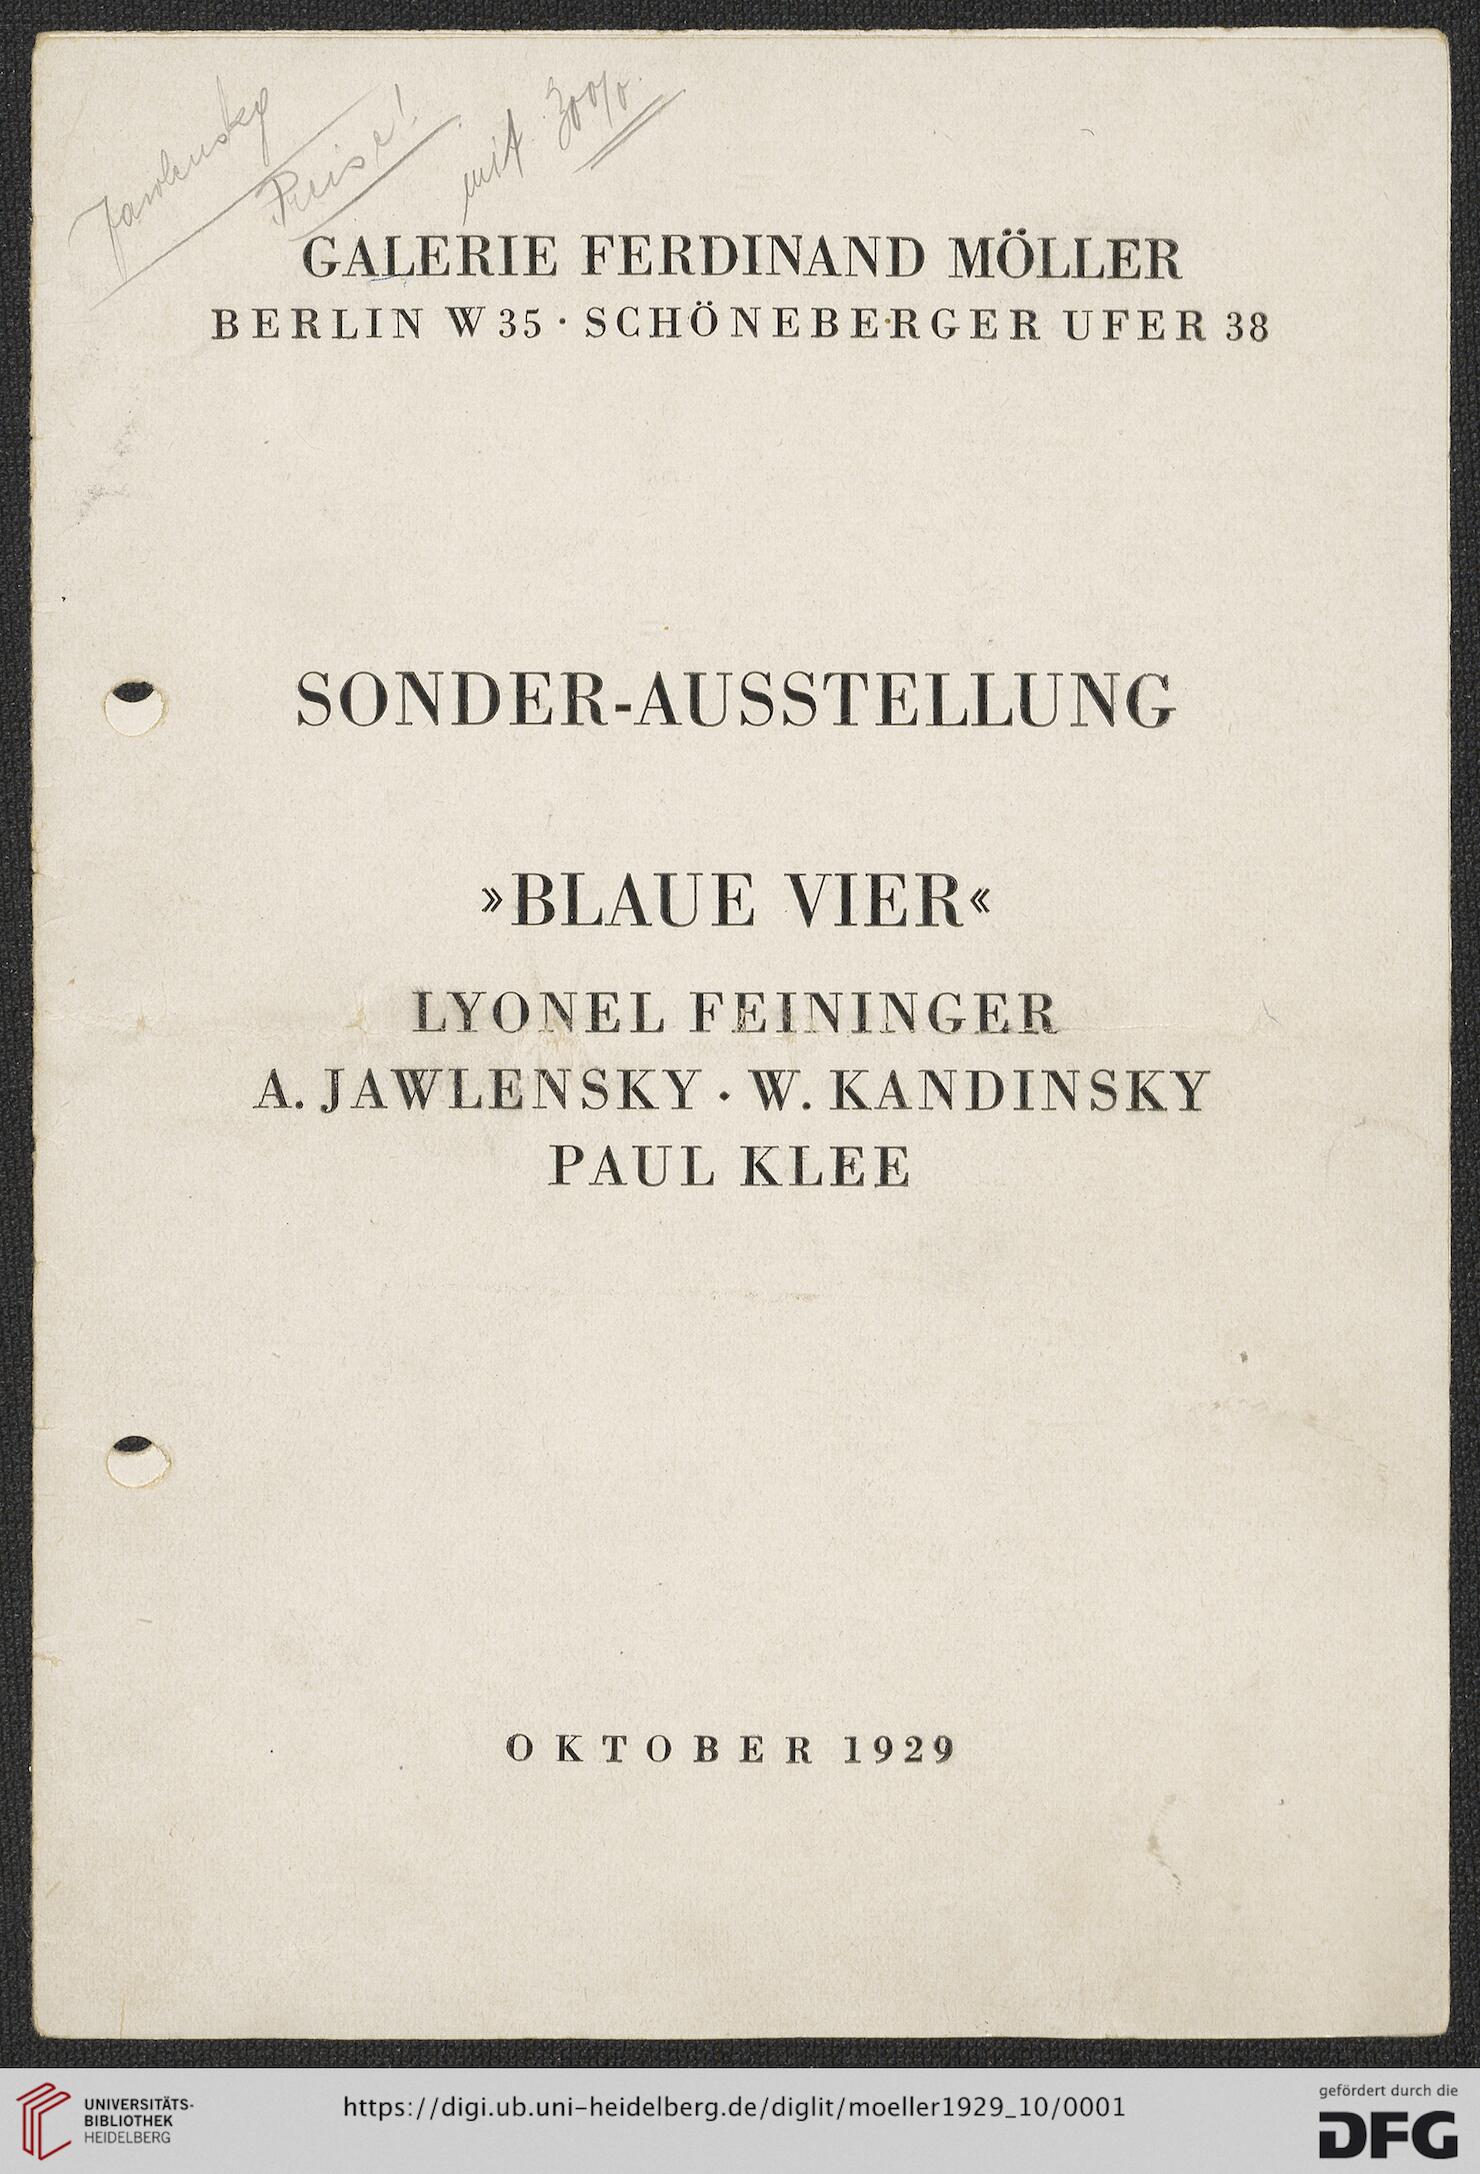 Jawlensky
Preise!
mit 30%
GALERIE FERDINAND MÖLLER
BERLIN W 35 · SCHÖNEBERGER UFER 38
SONDER-AUSSTELLUNG
»BLAUE VIER«
LYONEL FEININGER
A. JAWLENSKY · W. KANDINSKY
PAUL KLEE
OKTOBER 1929
UNIVERSITÄTS-
BIBLIOTHEK
HEIDELBERG
https://digi.ub.uni-heidelberg.de/diglit/moeller1929_10/0001
gefördert durch die
DFG